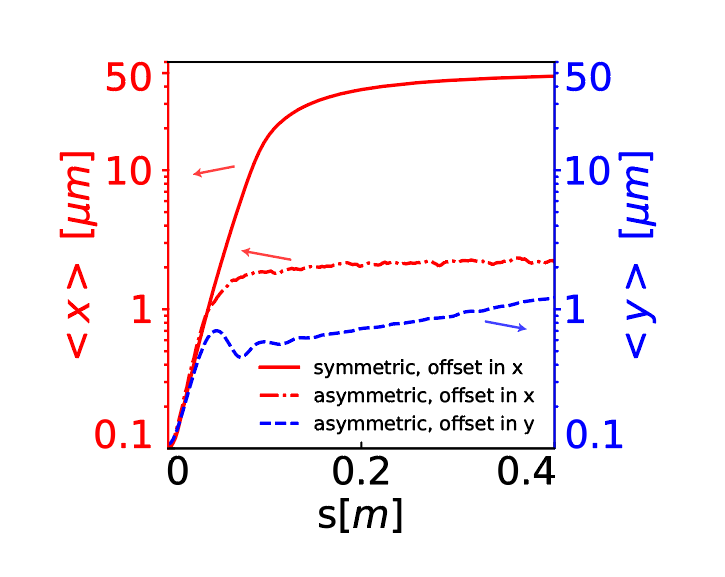 50
10
1
0.1
< x > [μm]
50
10
1
0.1
< y > [μm]
symmetric, offset in x
asymmetric, offset in x
asymmetric, offset in y
0 0.2 0.4
s[m]